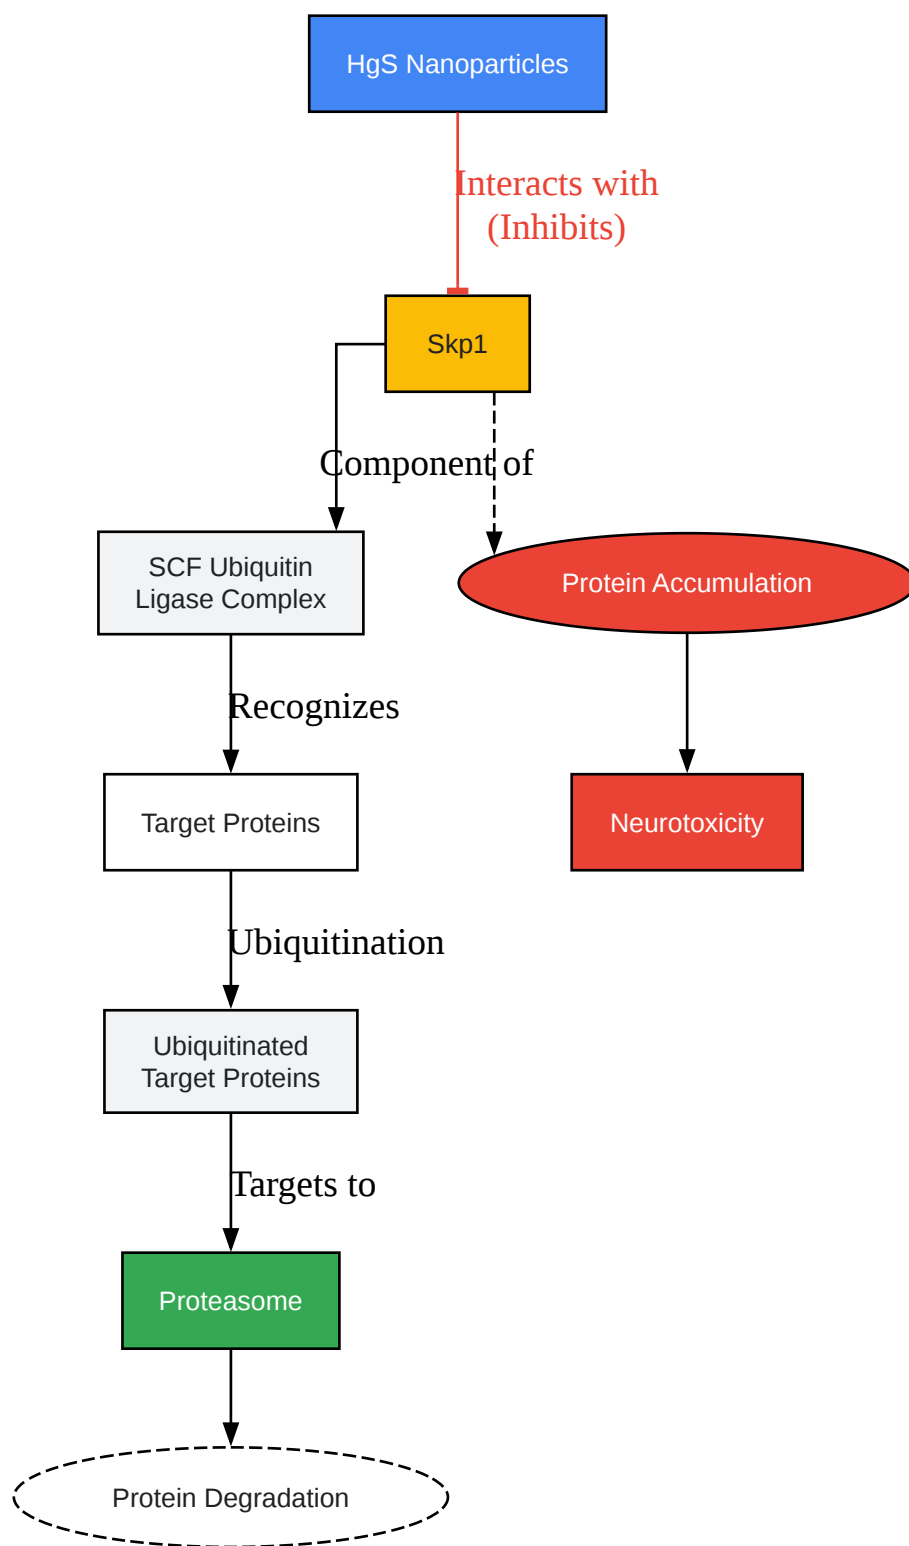 HgS Nanoparticles
Interacts with
(Inhibits)
Skp1
Component of
SCF Ubiquitin
Ligase Complex
Protein Accumulation
Recognizes
Target Proteins
Neurotoxicity
Ubiquitination
Ubiquitinated
Target Proteins
Targets to
Proteasome
Protein Degradation